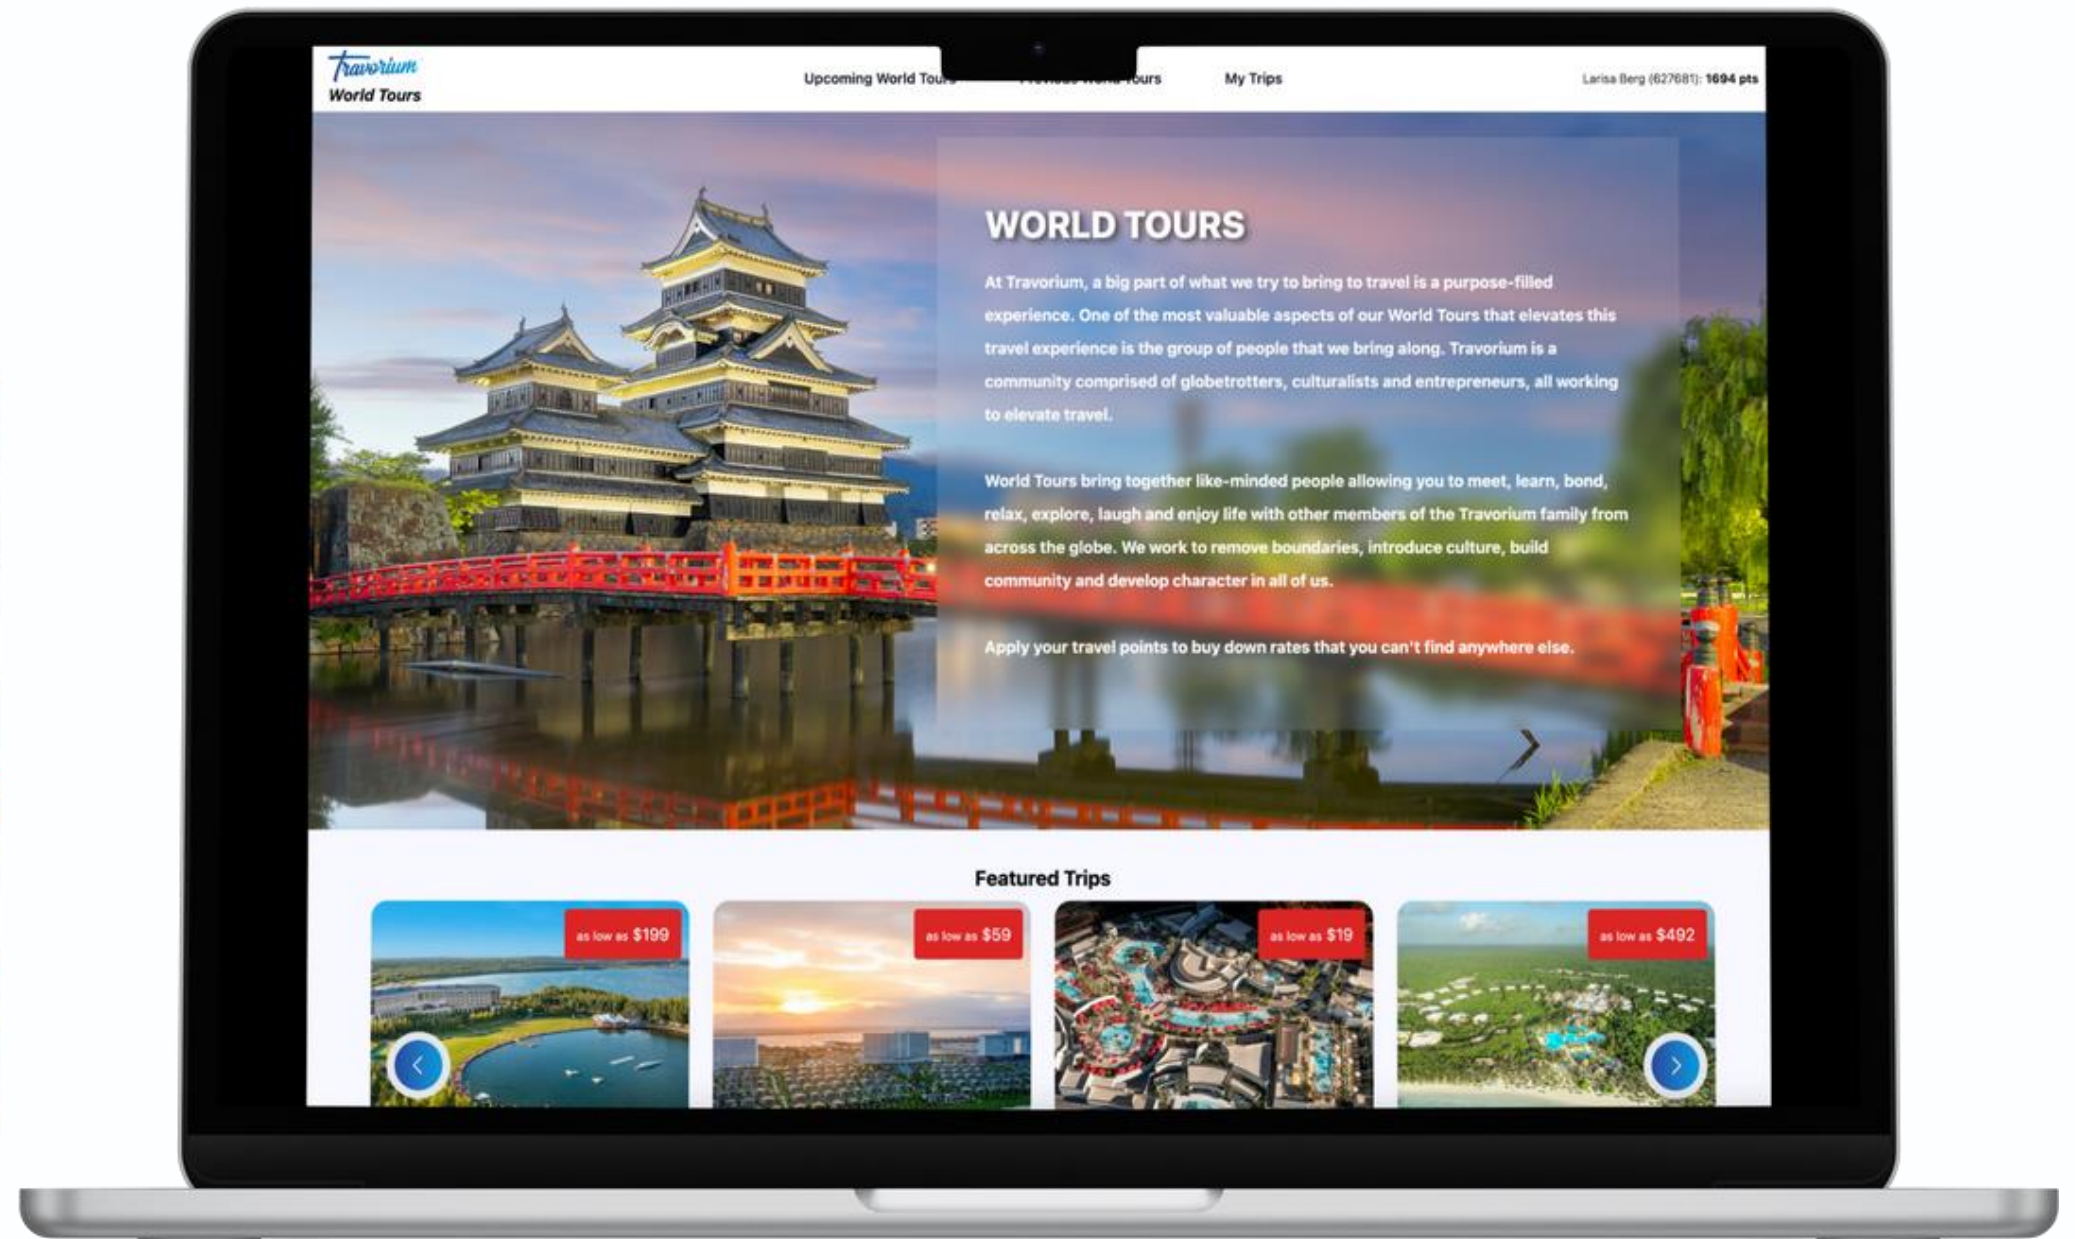 Travorium
World Tours
Upcoming World Tours
Previous World Tours
My Trips
Larisa Berg (627681): 1694 pts
WORLD TOURS
At Travorium, a big part of what we try to bring to travel is a purpose-filled
experience. One of the most valuable aspects of our World Tours that elevates this
travel experience is the group of people that we bring along. Travorium is a
community comprised of globetrotters, culturalists and entrepreneurs, all working
to elevate travel.
World Tours bring together like-minded people allowing you to meet, learn, bond,
relax, explore, laugh and enjoy life with other members of the Travorium family from
across the globe. We work to remove boundaries, introduce culture, build
community and develop character in all of us.
Apply your travel points to buy down rates that you can't find anywhere else.
Featured Trips
as low as $199
as low as $59
as low as $19
as low as $492